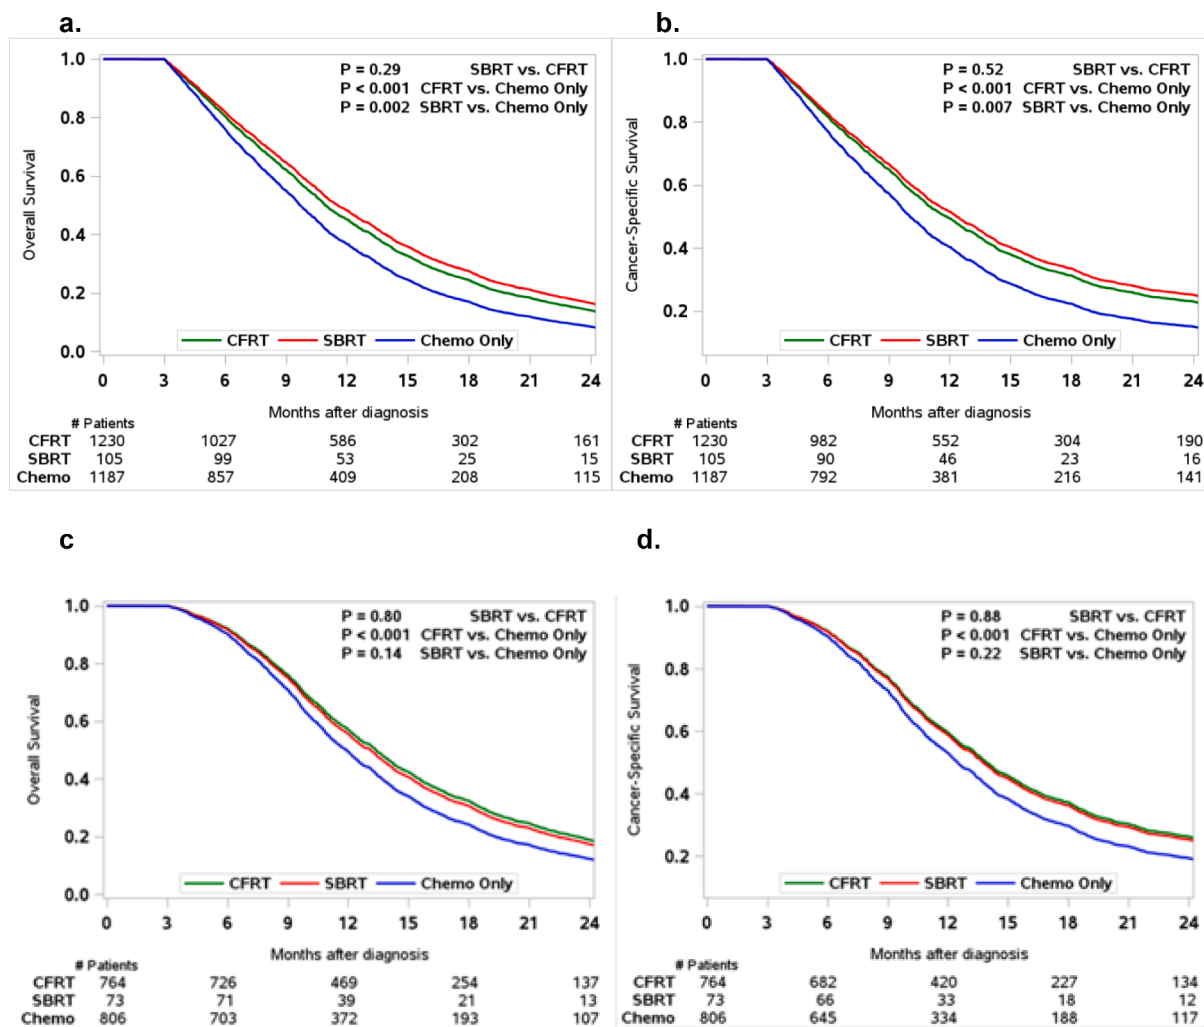 a.
1.0
0.8
0.6
0.4
0.2
0.0
Overall Survival
P = 0.29 SBRT vs. CFRT
P < 0.001 CFRT vs. Chemo Only
P = 0.002 SBRT vs. Chemo Only
CFRT SBRT Chemo Only
0 3 6 9 12 15 18 21 24
Months after diagnosis
# Patients
CFRT 1230 1027 586 302 161
SBRT 105 99 53 25 15
Chemo 1187 857 409 208 115
b.
1.0
0.8
0.6
0.4
0.2
Cancer-Specific Survival
P = 0.52 SBRT vs. CFRT
P < 0.001 CFRT vs. Chemo Only
P = 0.007 SBRT vs. Chemo Only
CFRT SBRT Chemo Only
0 3 6 9 12 15 18 21 24
Months after diagnosis
# Patients
CFRT 1230 982 552 304 190
SBRT 105 90 46 23 16
Chemo 1187 792 381 216 141
c
1.0
0.8
0.6
0.4
0.2
0.0
Overall Survival
P = 0.80 SBRT vs. CFRT
P < 0.001 CFRT vs. Chemo Only
P = 0.14 SBRT vs. Chemo Only
CFRT SBRT Chemo Only
0 3 6 9 12 15 18 21 24
Months after diagnosis
# Patients
CFRT 764 726 469 254 137
SBRT 73 71 39 21 13
Chemo 806 703 372 193 107
d.
1.0
0.8
0.6
0.4
0.2
Cancer-Specific Survival
P = 0.88 SBRT vs. CFRT
P < 0.001 CFRT vs. Chemo Only
P = 0.22 SBRT vs. Chemo Only
CFRT SBRT Chemo Only
0 3 6 9 12 15 18 21 24
Months after diagnosis
# Patients
CFRT 764 682 420 227 134
SBRT 73 66 33 18 12
Chemo 806 645 334 188 117